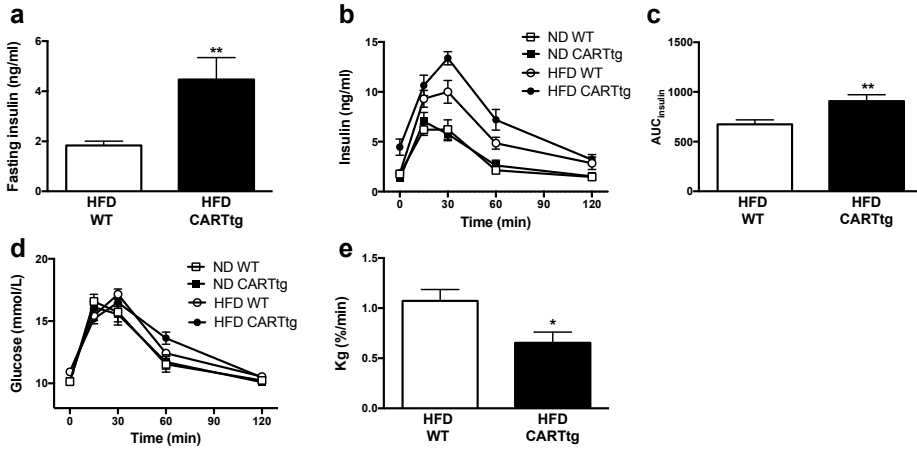 a
Fasting insulin (ng/ml)
6
4
2
0
**
HFD
WT
HFD
CARTtg
b
Insulin (ng/ml)
15
10
5
0
0 30 60 90 120
Time (min)
ND WT
ND CARTtg
HFD WT
HFD CARTtg
c
AUCinsulin
1500
1000
500
0
**
HFD
WT
HFD
CARTtg
d
Glucose (mmol/L)
20
15
10
0 30 60 90 120
Time (min)
ND WT
ND CARTtg
HFD WT
HFD CARTtg
e
Kg (%/min)
1.5
1.0
0.5
0.0
*
HFD
WT
HFD
CARTtg